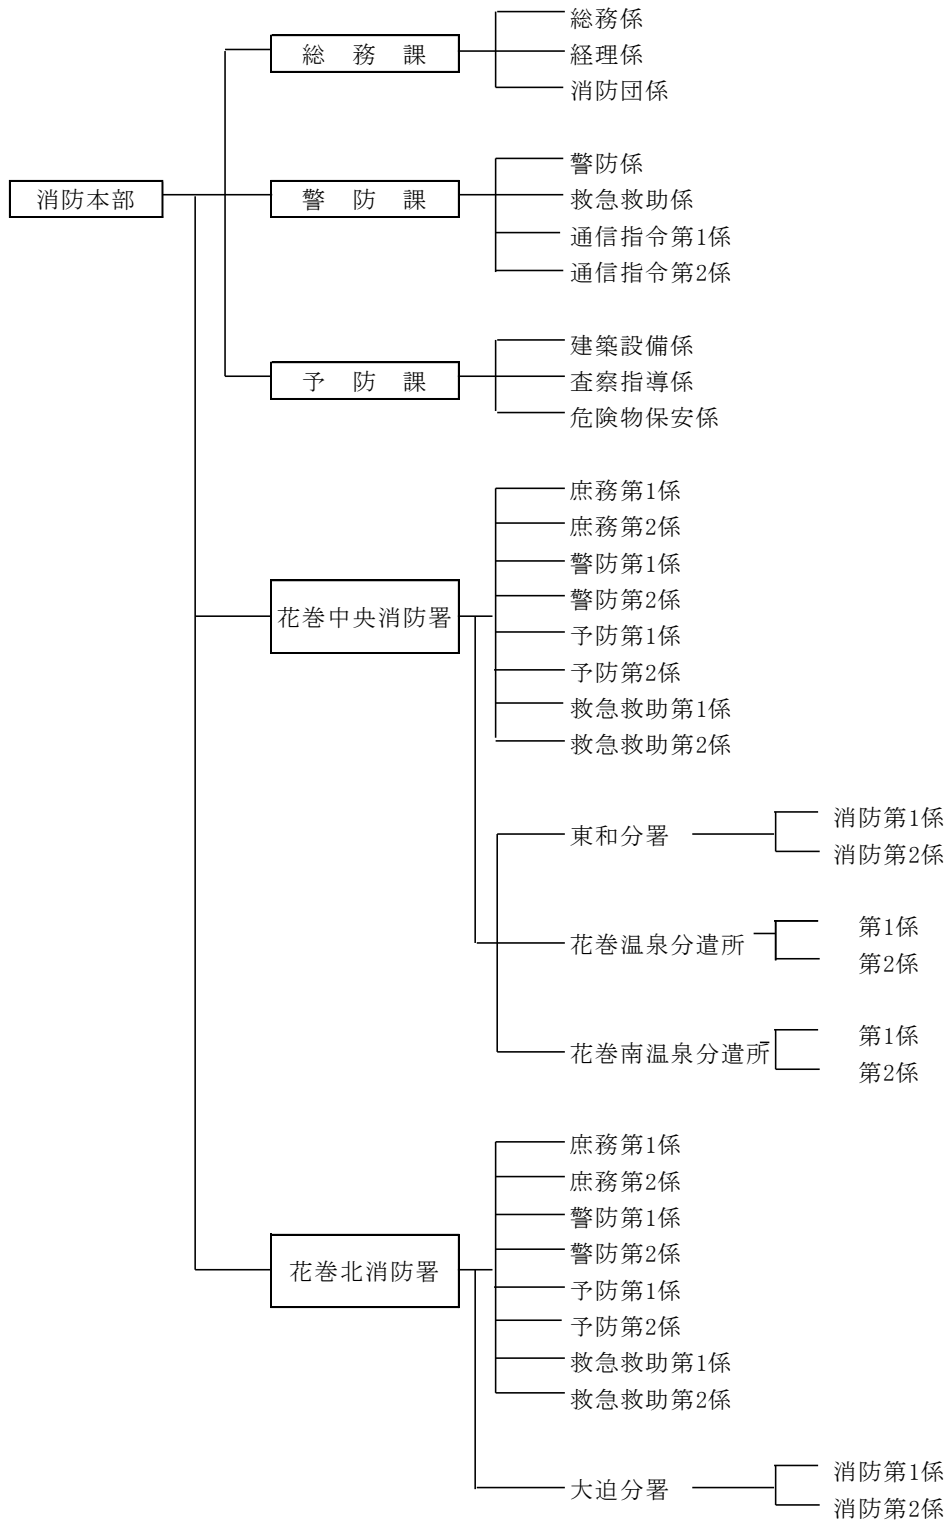 消防本部
総務課
総務係
経理係
消防団係
警防課
警防係
救急救助係
通信指令第1係
通信指令第2係
予防課
建築設備係
査察指導係
危険物保安係
花巻中央消防署
庶務第1係
庶務第2係
警防第1係
警防第2係
予防第1係
予防第2係
救急救助第1係
救急救助第2係
東和分署
消防第1係
消防第2係
花巻温泉分遣所
第1係
第2係
花巻南温泉分遣所
第1係
第2係
花巻北消防署
庶務第1係
庶務第2係
警防第1係
警防第2係
予防第1係
予防第2係
救急救助第1係
救急救助第2係
大迫分署
消防第1係
消防第2係